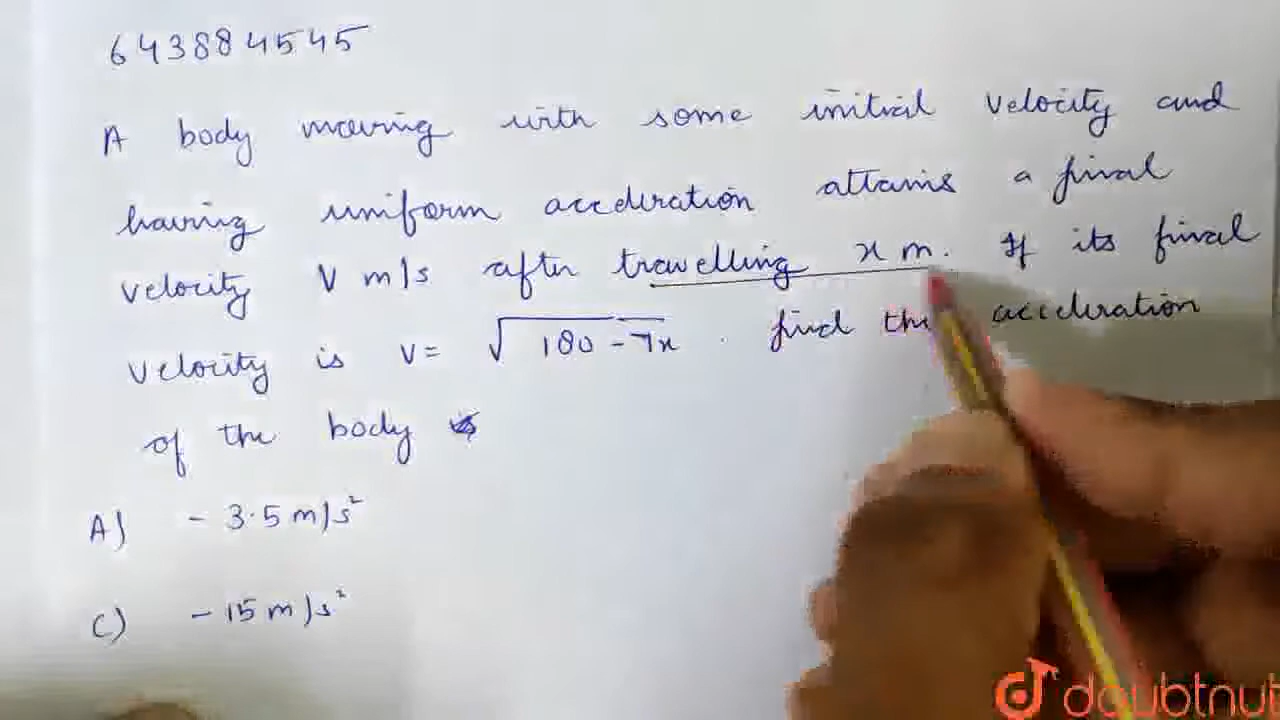 643884545
A body moving with some initial velocity and
having uniform acceleration attains a final
velocity V m/s after travelling x m. If its final
velocity is v = √180-7x . find the acceleration
of the body
A) - 3.5 m/s²
C) - 15 m/s²
doubtnut